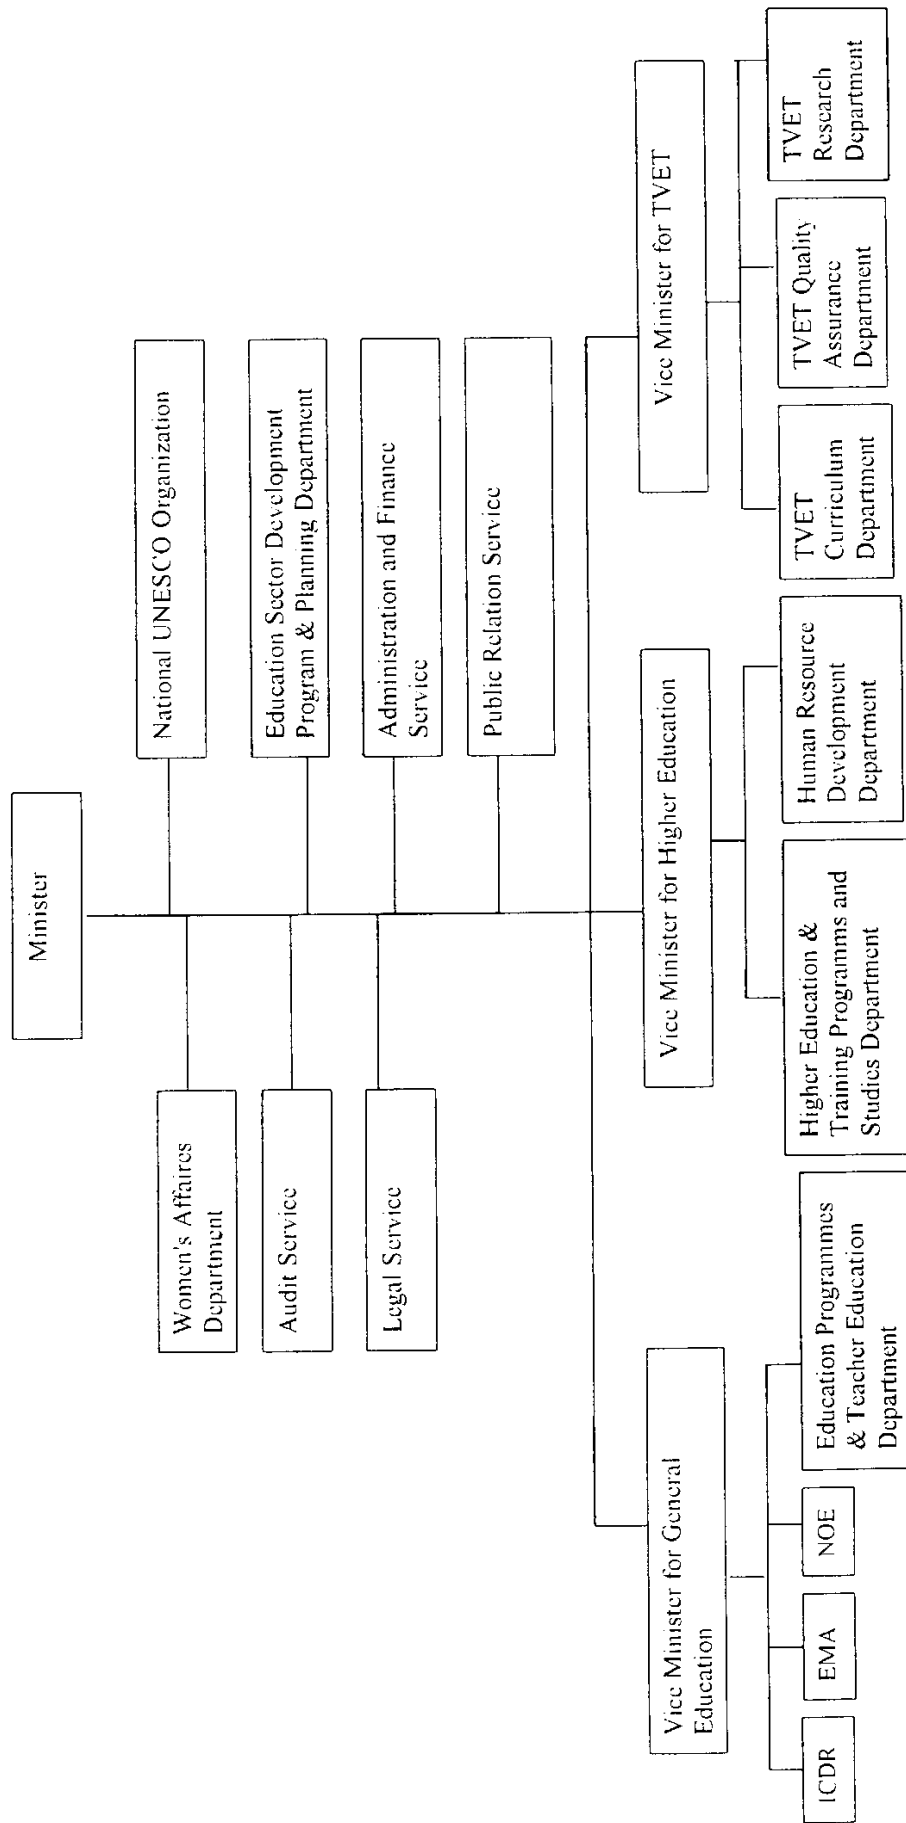 Minister
Women's Affaires
Department
National UNESCO Organization
Audit Service
Education Sector Development
Program & Planning Department
Legal Service
Administration and Finance
Service
Public Relation Service
Vice Minister for General
Education
Vice Minister for Higher Education
Vice Minister for TVET
ICDR
EMA
NOE
Education Programmes
& Teacher Education
Department
Higher Education &
Training Programms and
Studies Department
Human Resource
Development
Department
TVET
Curriculum
Department
TVET Quality
Assurance
Department
TVET
Research
Department